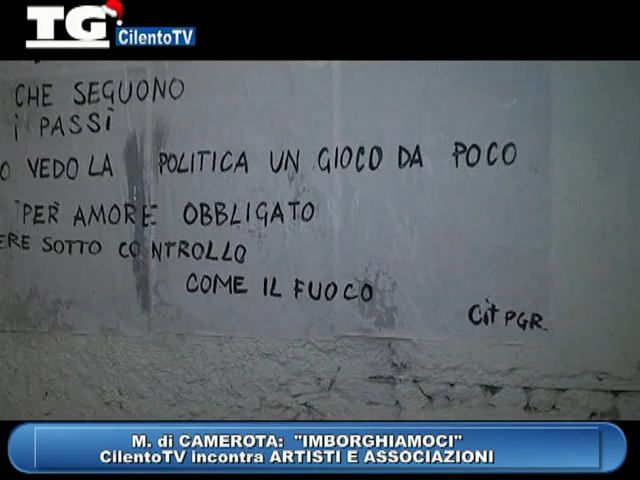 TG
CilentoTV
CHE SEGUONO
i PASSÌ
O VEDO LA POLITICA UN GIOCO DA POCO
PER AMORE OBBLIGATO
ERE SOTTO CONTROLLO
COME IL FUOCO
Cit PGR
M. di CAMEROTA: "IMBORGHIAMOCI"
CilentoTV incontra ARTISTI E ASSOCIAZIONI